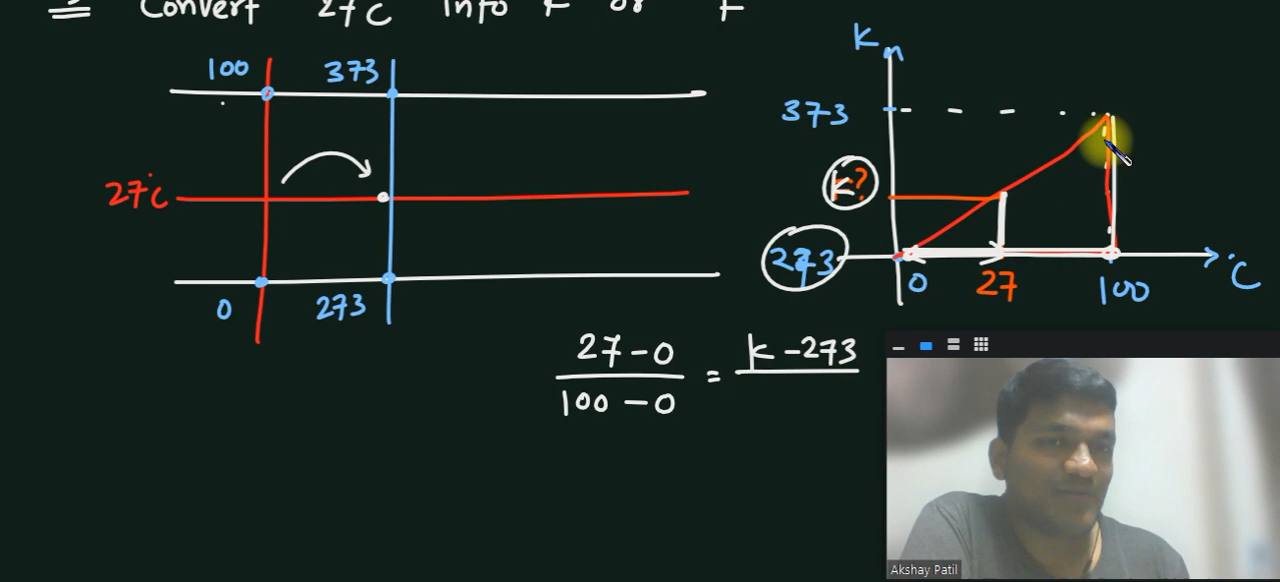 Convert 27°C into K or °F
100 373
27°C
0 273
K
373
K?
273
0 27 100 °C
27-0 = K-273
100-0
Akshay Patil